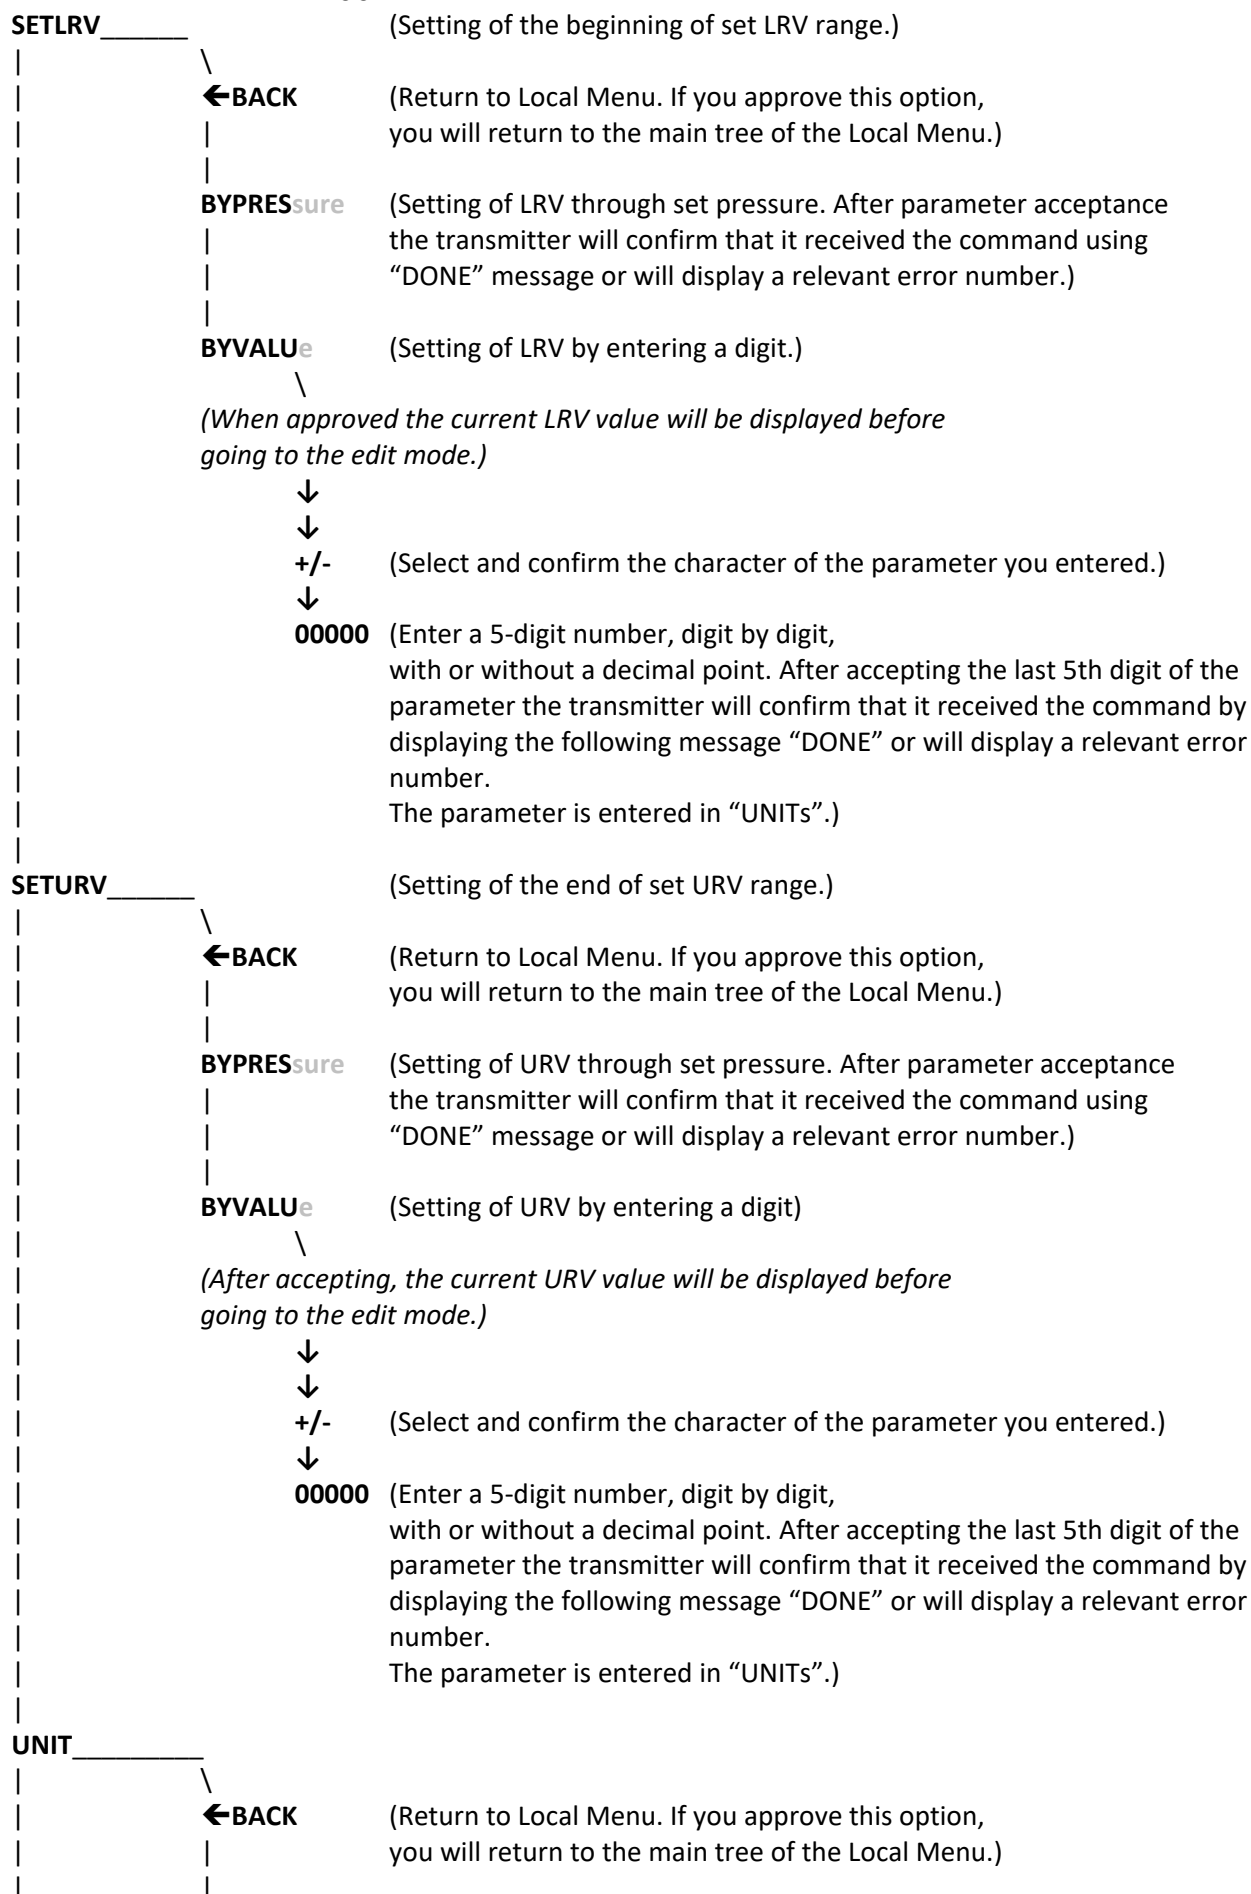 SETLRV______ (Setting of the beginning of set LRV range.)
| \
| 🡸BACK (Return to Local Menu. If you approve this option,
| | you will return to the main tree of the Local Menu.)
| |
| BYPRESsure (Setting of LRV through set pressure. After parameter acceptance
| | the transmitter will confirm that it received the command using
| | “DONE” message or will display a relevant error number.)
| |
| BYVALUe (Setting of LRV by entering a digit.)
| \
| (When approved the current LRV value will be displayed before
| going to the edit mode.)
| ↓
| ↓
| +/- (Select and confirm the character of the parameter you entered.)
| ↓
| 00000 (Enter a 5-digit number, digit by digit,
| with or without a decimal point. After accepting the last 5th digit of the
| parameter the transmitter will confirm that it received the command by
| displaying the following message “DONE” or will display a relevant error
| number.
| The parameter is entered in “UNITs”.)
|
SETURV______ (Setting of the end of set URV range.)
| \
| 🡸BACK (Return to Local Menu. If you approve this option,
| | you will return to the main tree of the Local Menu.)
| |
| BYPRESsure (Setting of URV through set pressure. After parameter acceptance
| | the transmitter will confirm that it received the command using
| | “DONE” message or will display a relevant error number.)
| |
| BYVALUe (Setting of URV by entering a digit)
| \
| (After accepting, the current URV value will be displayed before
| going to the edit mode.)
| ↓
| ↓
| +/- (Select and confirm the character of the parameter you entered.)
| ↓
| 00000 (Enter a 5-digit number, digit by digit,
| with or without a decimal point. After accepting the last 5th digit of the
| parameter the transmitter will confirm that it received the command by
| displaying the following message “DONE” or will display a relevant error
| number.
| The parameter is entered in “UNITs”.)
|
UNIT_________
| \
| 🡸BACK (Return to Local Menu. If you approve this option,
| | you will return to the main tree of the Local Menu.)
| |